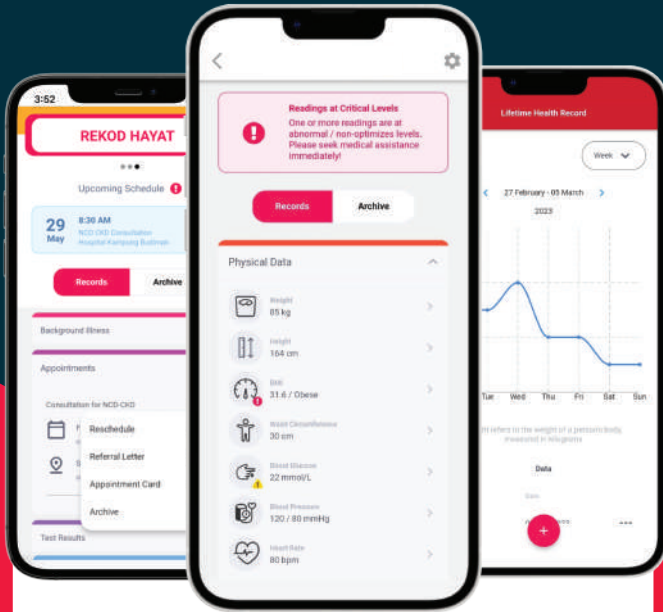 3:52
REKOD HAYAT
Upcoming Schedule
29
May
8:30 AM
NCD CKD Consultation
Hospital Kampung Budiman
Records
Archive
Background Illness
Appointments
Consultation for NCD-CKD
Reschedule
Referral Letter
Appointment Card
Archive
Test Results
Readings at Critical Levels
One or more readings are at
abnormal / non-optimizes levels.
Please seek medical assistance
immediately!
Records
Archive
Physical Data
Weight
85 kg
Height
164 cm
BMI
31.6 / Obese
Waist Circumference
30 cm
Blood Glucose
22 mmol/L
Blood Pressure
120 / 80 mmHg
Heart Rate
80 bpm
Lifetime Health Record
Week
27 February - 05 March
2023
Tue Wed Thu Fri Sat Sun
refers to the weight of a person's body,
measured in kilograms
Data
Date